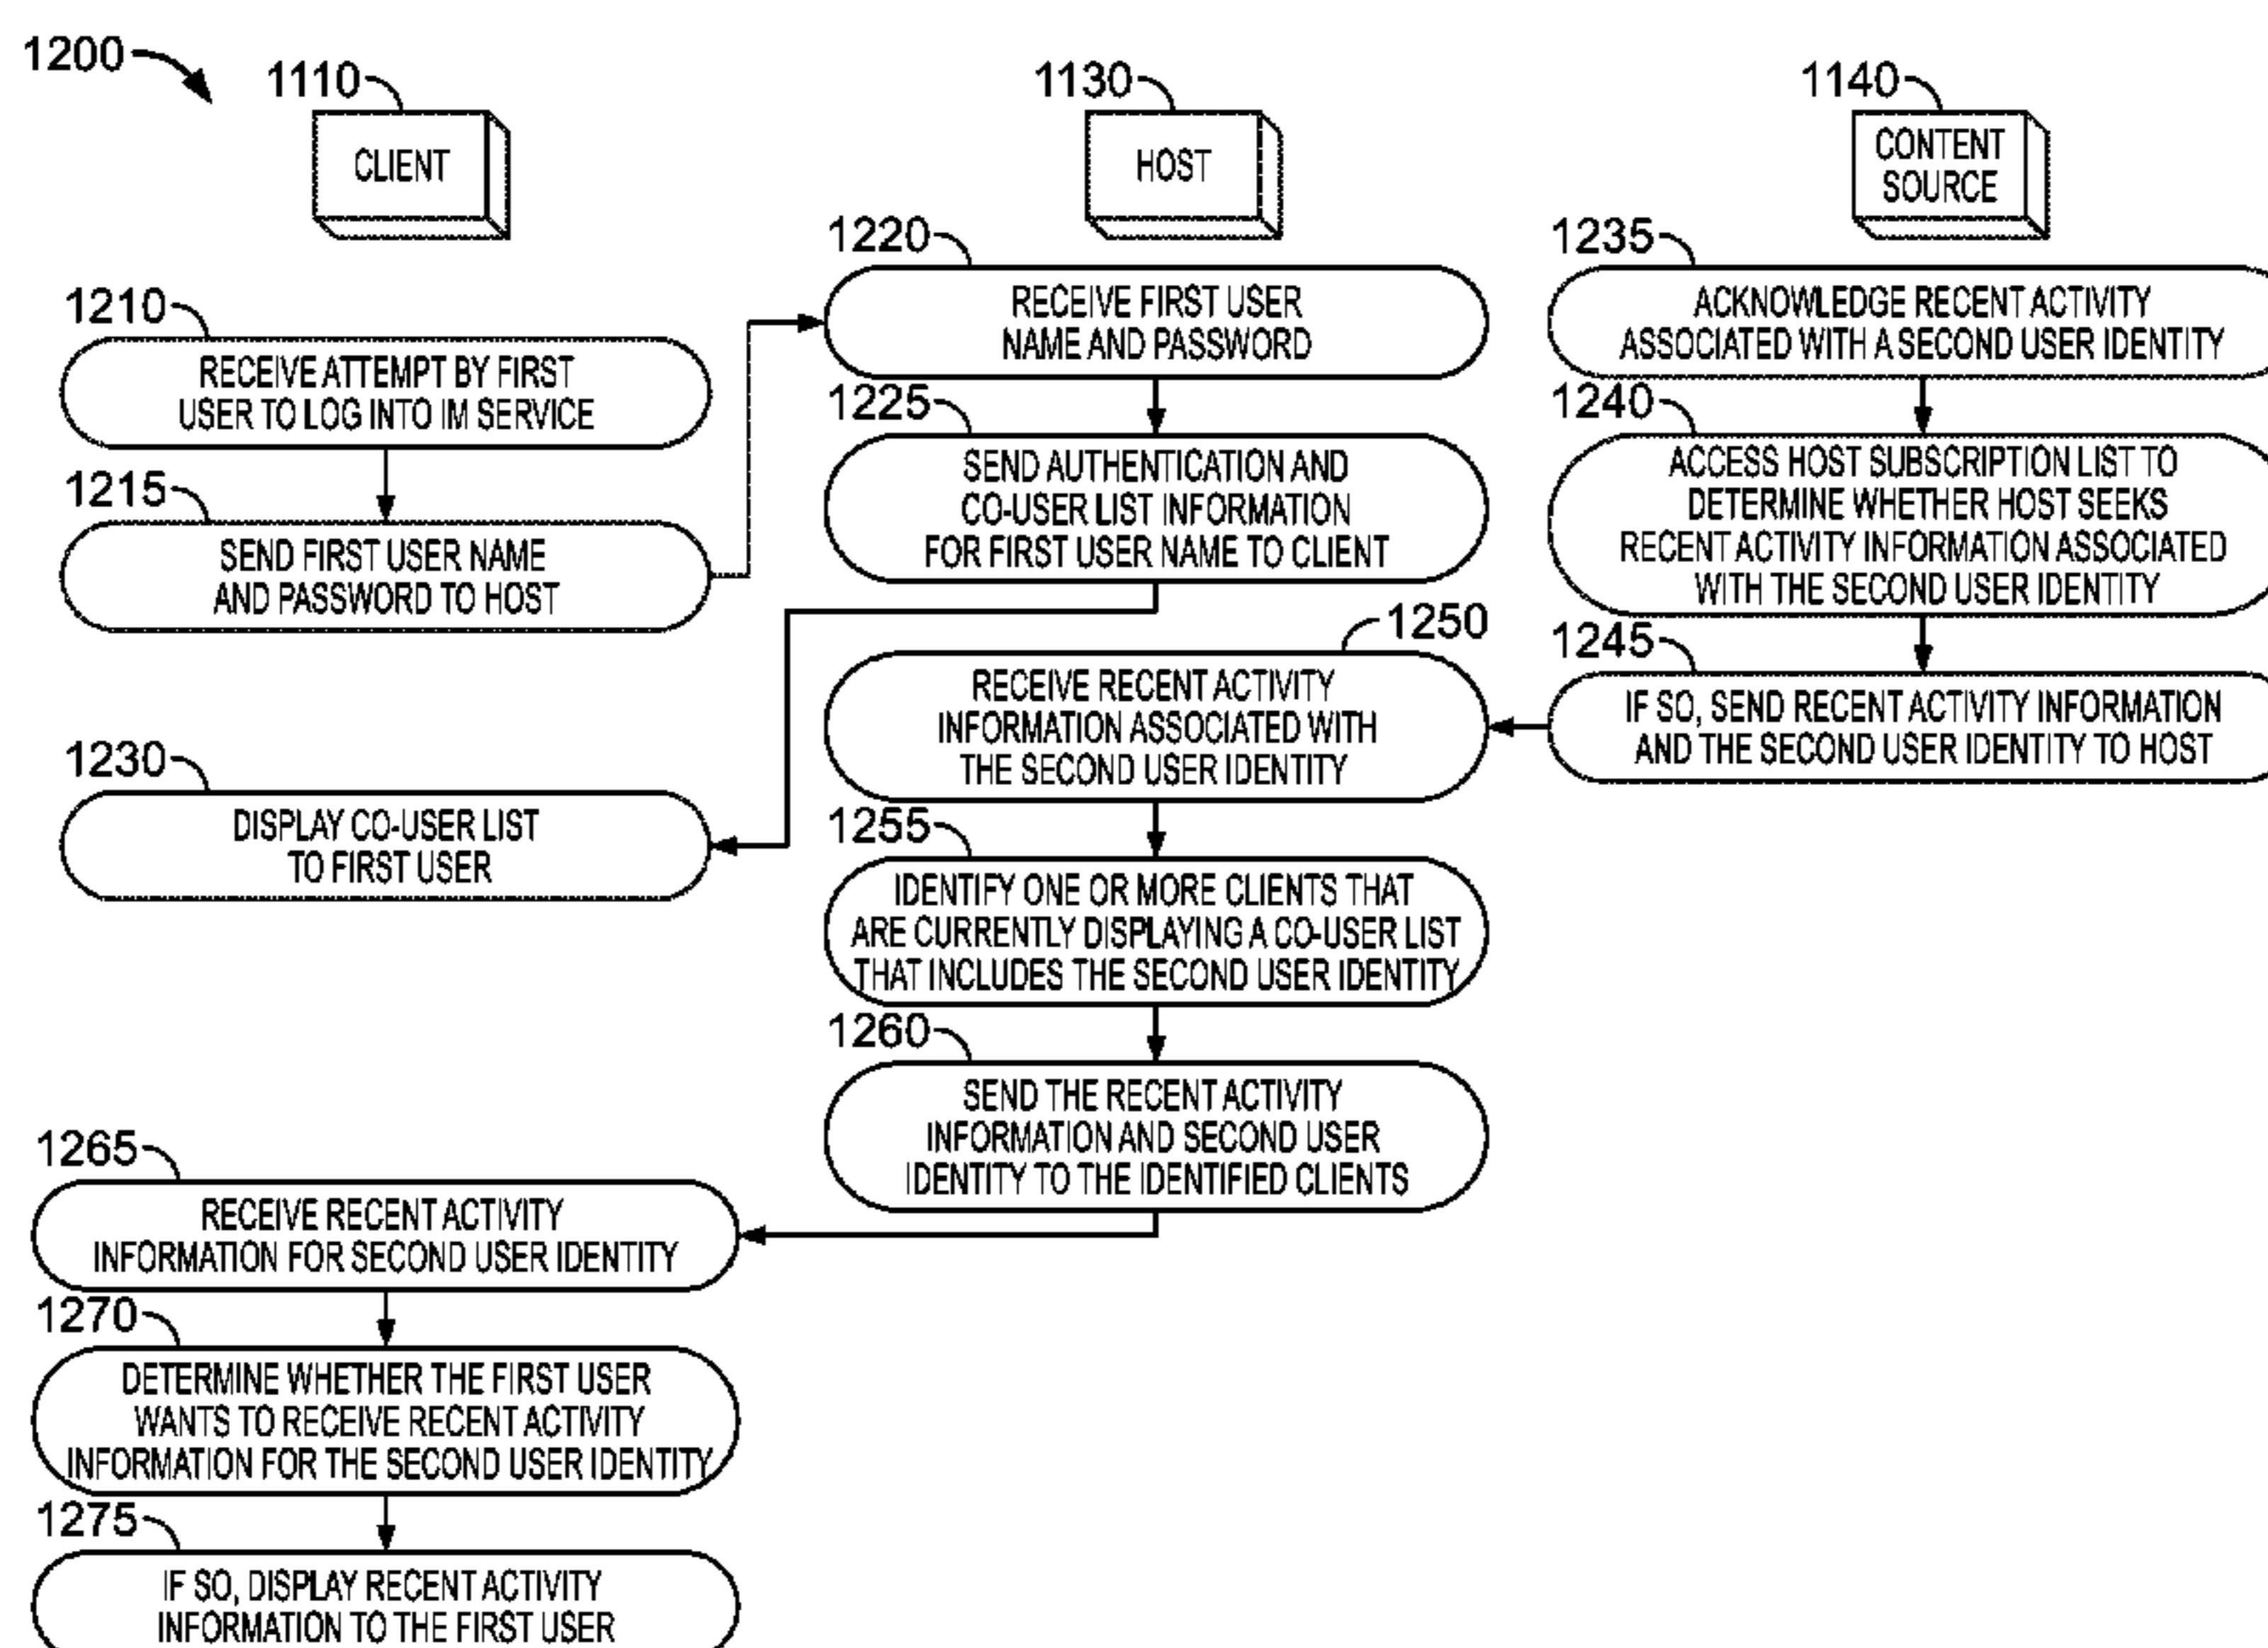 1200
1110
CLIENT
1130
HOST
1140
CONTENT
SOURCE
1210
RECEIVE ATTEMPT BY FIRST
USER TO LOG INTO IM SERVICE
1215
SEND FIRST USER NAME
AND PASSWORD TO HOST
1220
RECEIVE FIRST USER
NAME AND PASSWORD
1225
SEND AUTHENTICATION AND
CO-USER LIST INFORMATION
FOR FIRST USER NAME TO CLIENT
1230
DISPLAY CO-USER LIST
TO FIRST USER
1235
ACKNOWLEDGE RECENT ACTIVITY
ASSOCIATED WITH A SECOND USER IDENTITY
1240
ACCESS HOST SUBSCRIPTION LIST TO
DETERMINE WHETHER HOST SEEKS
RECENT ACTIVITY INFORMATION ASSOCIATED
WITH THE SECOND USER IDENTITY
1245
IF SO, SEND RECENT ACTIVITY INFORMATION
AND THE SECOND USER IDENTITY TO HOST
1250
RECEIVE RECENT ACTIVITY
INFORMATION ASSOCIATED WITH
THE SECOND USER IDENTITY
1255
IDENTIFY ONE OR MORE CLIENTS THAT
ARE CURRENTLY DISPLAYING A CO-USER LIST
THAT INCLUDES THE SECOND USER IDENTITY
1260
SEND THE RECENT ACTIVITY
INFORMATION AND SECOND USER
IDENTITY TO THE IDENTIFIED CLIENTS
1265
RECEIVE RECENT ACTIVITY
INFORMATION FOR SECOND USER IDENTITY
1270
DETERMINE WHETHER THE FIRST USER
WANTS TO RECEIVE RECENT ACTIVITY
INFORMATION FOR THE SECOND USER IDENTITY
1275
IF SO, DISPLAY RECENT ACTIVITY
INFORMATION TO THE FIRST USER